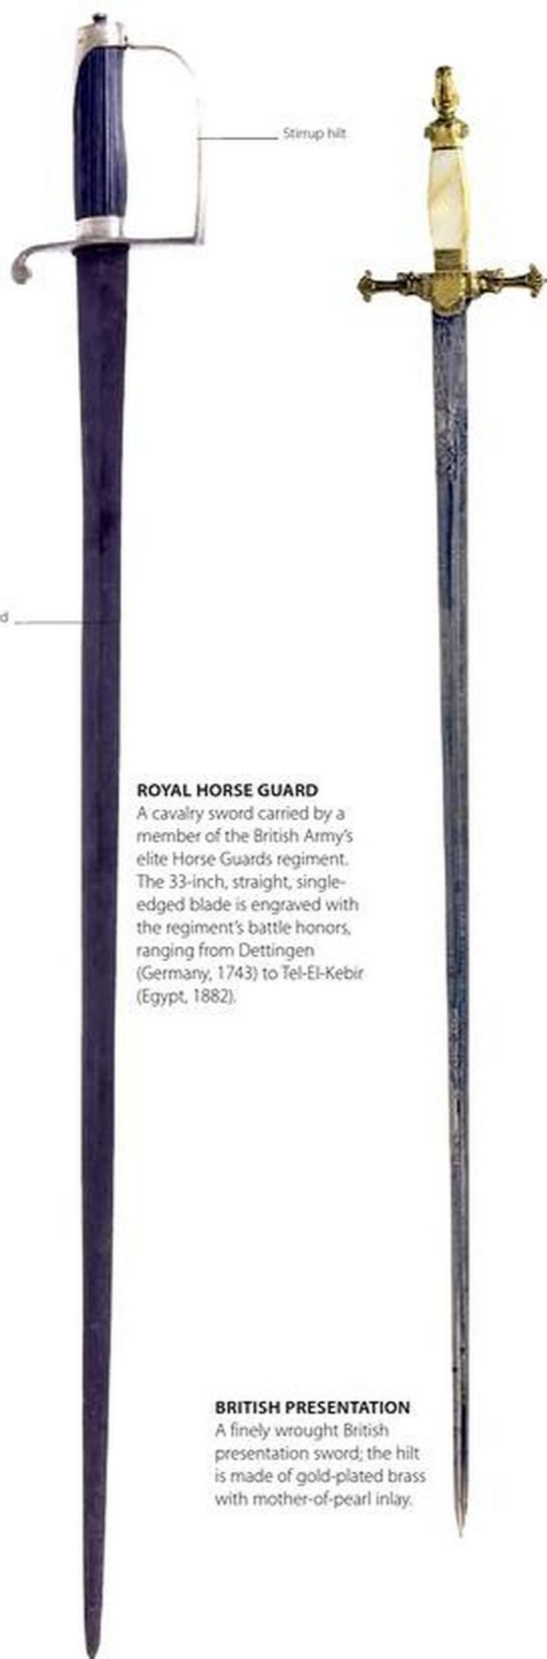 Stirrup hilt
d
ROYAL HORSE GUARD
A cavalry sword carried by a
member of the British Army's
elite Horse Guards regiment.
The 33-inch, straight, single-
edged blade is engraved with
the regiment's battle honors,
ranging from Dettingen
(Germany, 1743) to Tel-El-Kebir
(Egypt, 1882).
BRITISH PRESENTATION
A finely wrought British
presentation sword; the hilt
is made of gold-plated brass
with mother-of-pearl inlay.